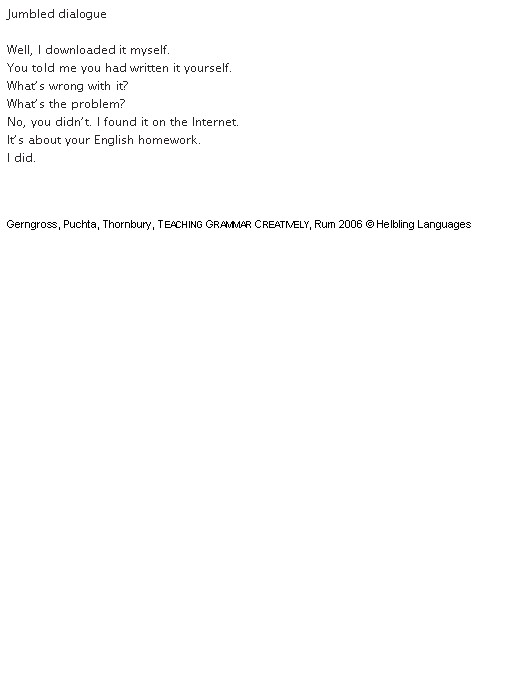 Jumbled dialogue
Well, I downloaded it myself.
You told me you had written it yourself.
What's wrong with it?
What's the problem?
No, you didn't. I found it on the Internet.
It's about your English homework.
I did.
Gerngross, Puchta, Thornbury, TEACHING GRAMMAR CREATIVELY, Rum 2006 © Helbling Languages